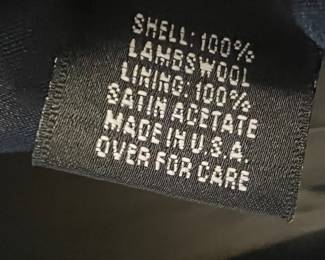 SHELL: 100%
LAMBSWOOL
LINING: 100%
SATIN ACETATE
MADE IN U.S.A.
OVER FOR CARE